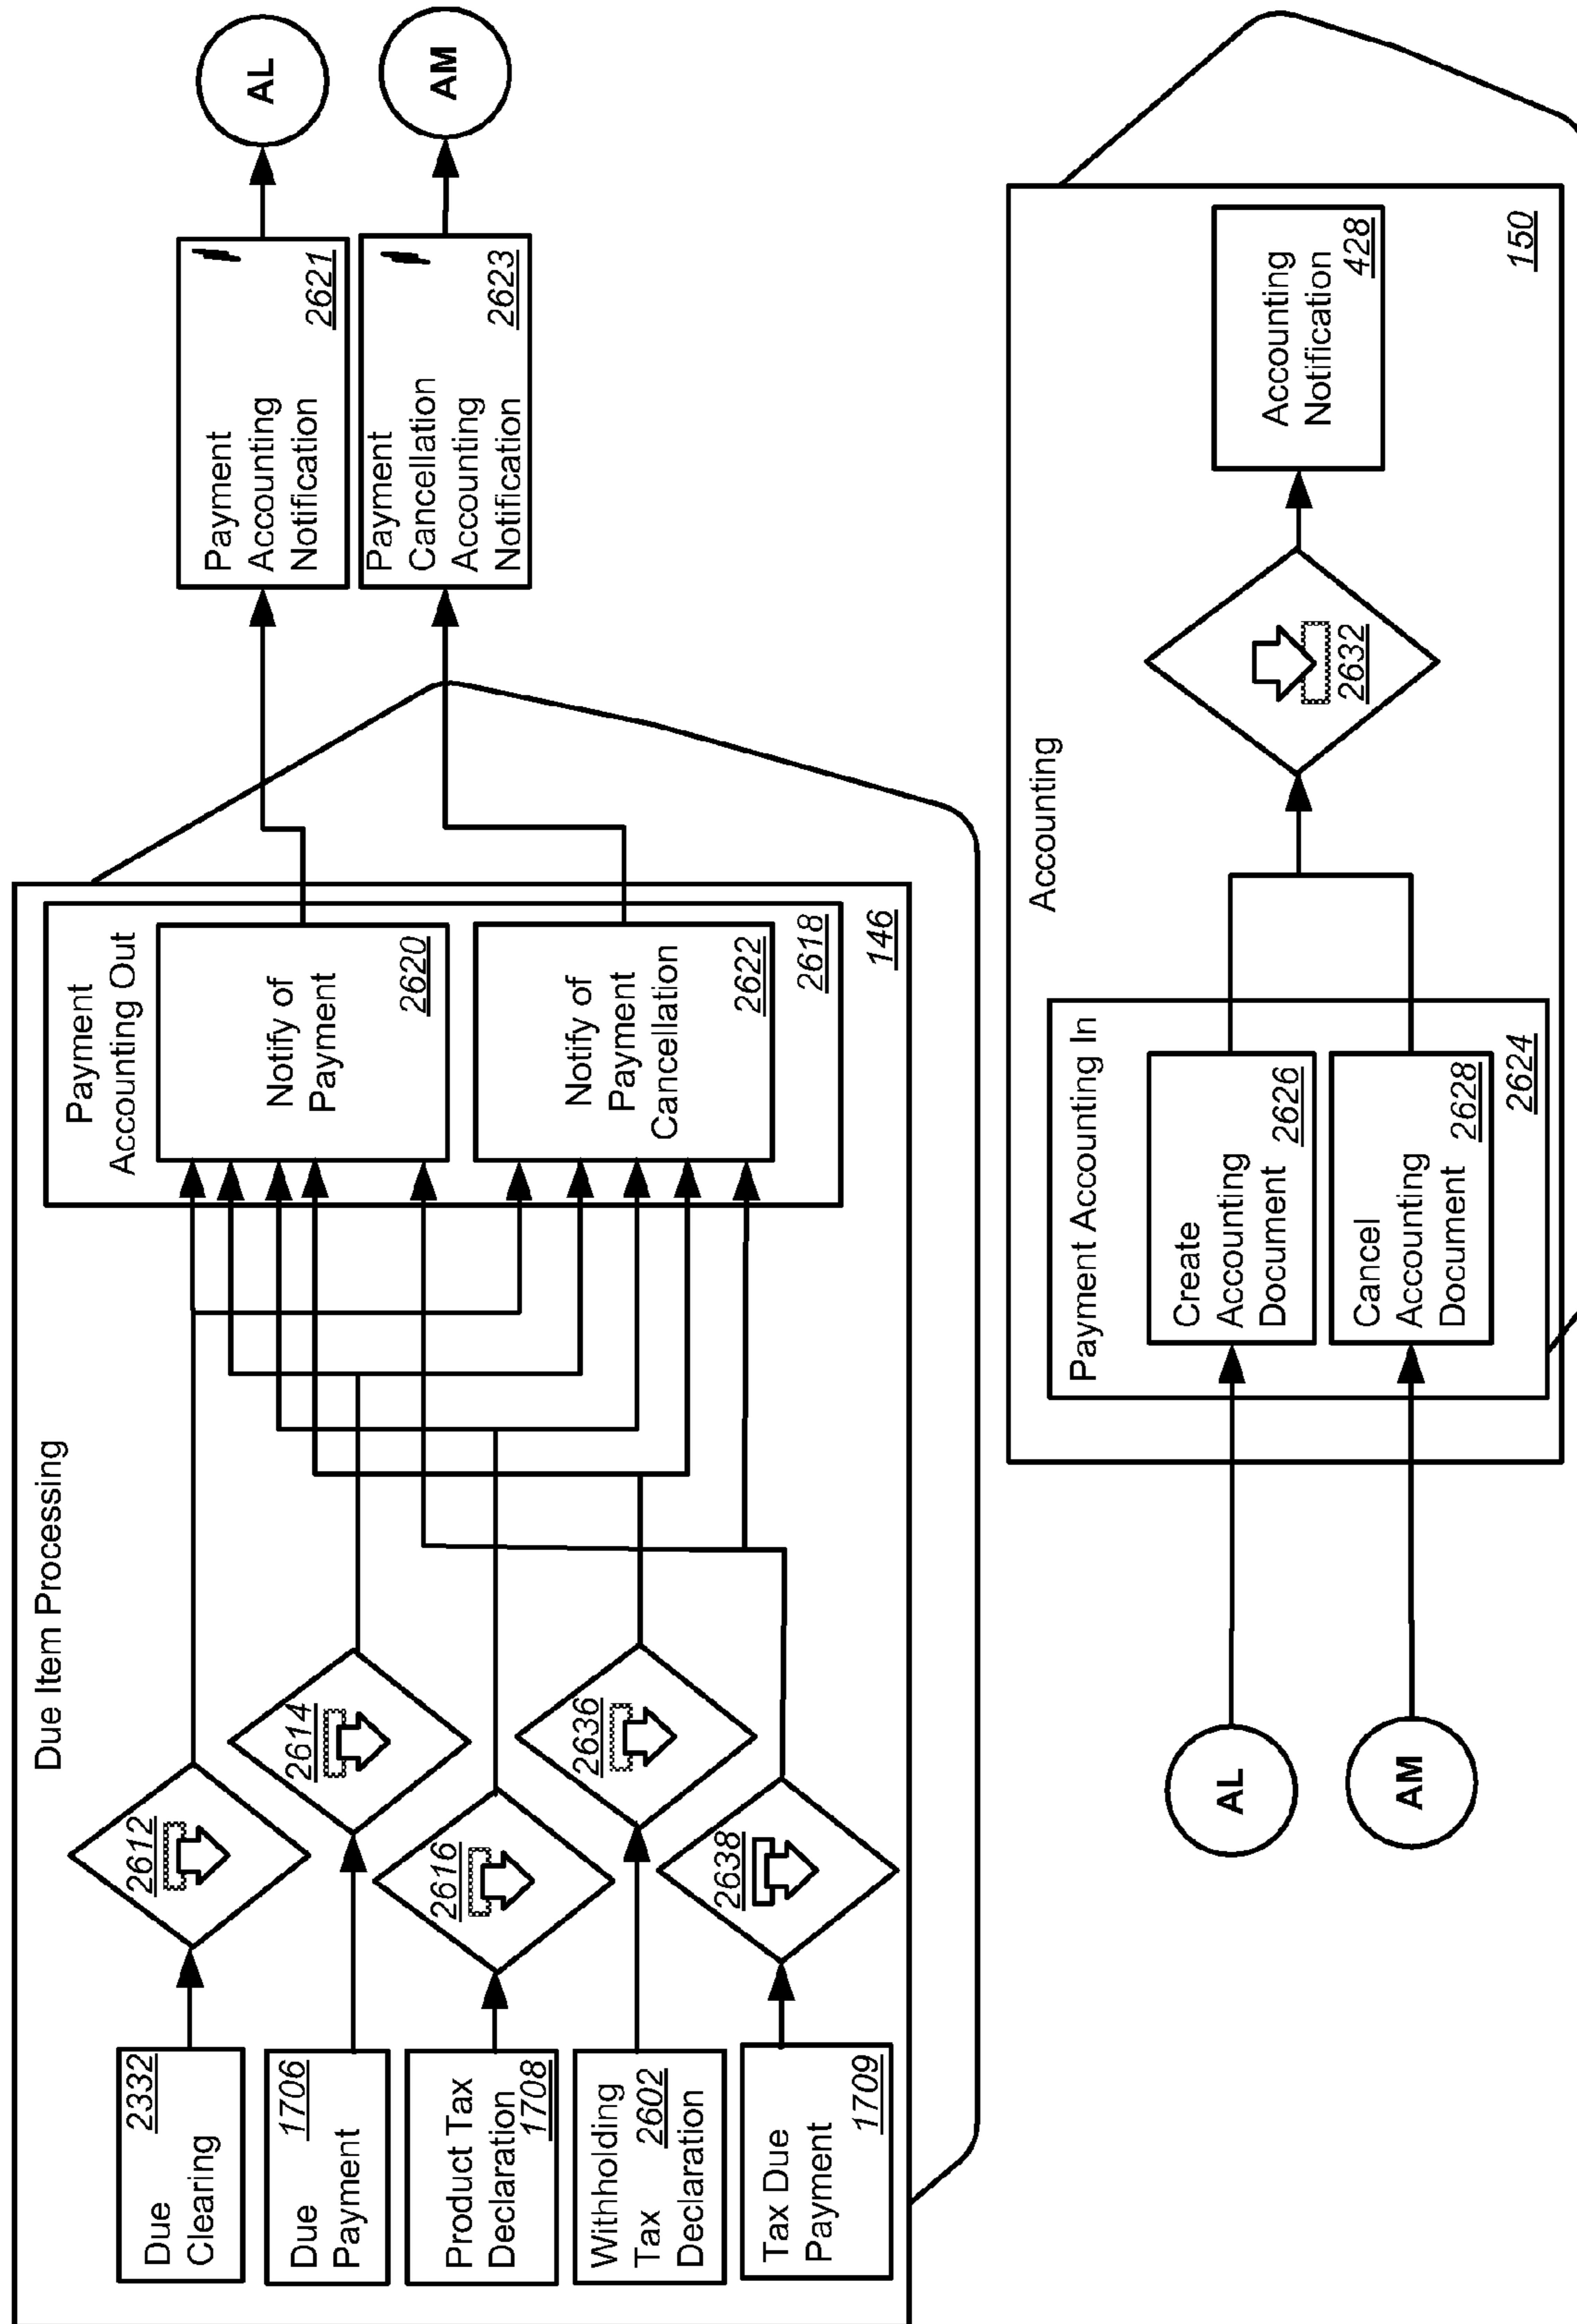 Due Item Processing
Due
Clearing
2332
Due
Payment
1706
Product Tax
Declaration
1708
Withholding
Tax 2602
Declaration
Tax Due
Payment
1709
2612
2614
2616
2636
2638
Payment
Accounting Out
Notify of
Payment
2620
Notify of
Payment
Cancellation
2622
2618
146
Payment
Accounting
Notification
2621
Payment
Cancellation
Accounting
Notification
2623
AL
AM
AL
AM
Accounting
Payment Accounting In
Create
Accounting
Document
2626
Cancel
Accounting
Document
2628
2624
2632
Accounting
Notification
428
150